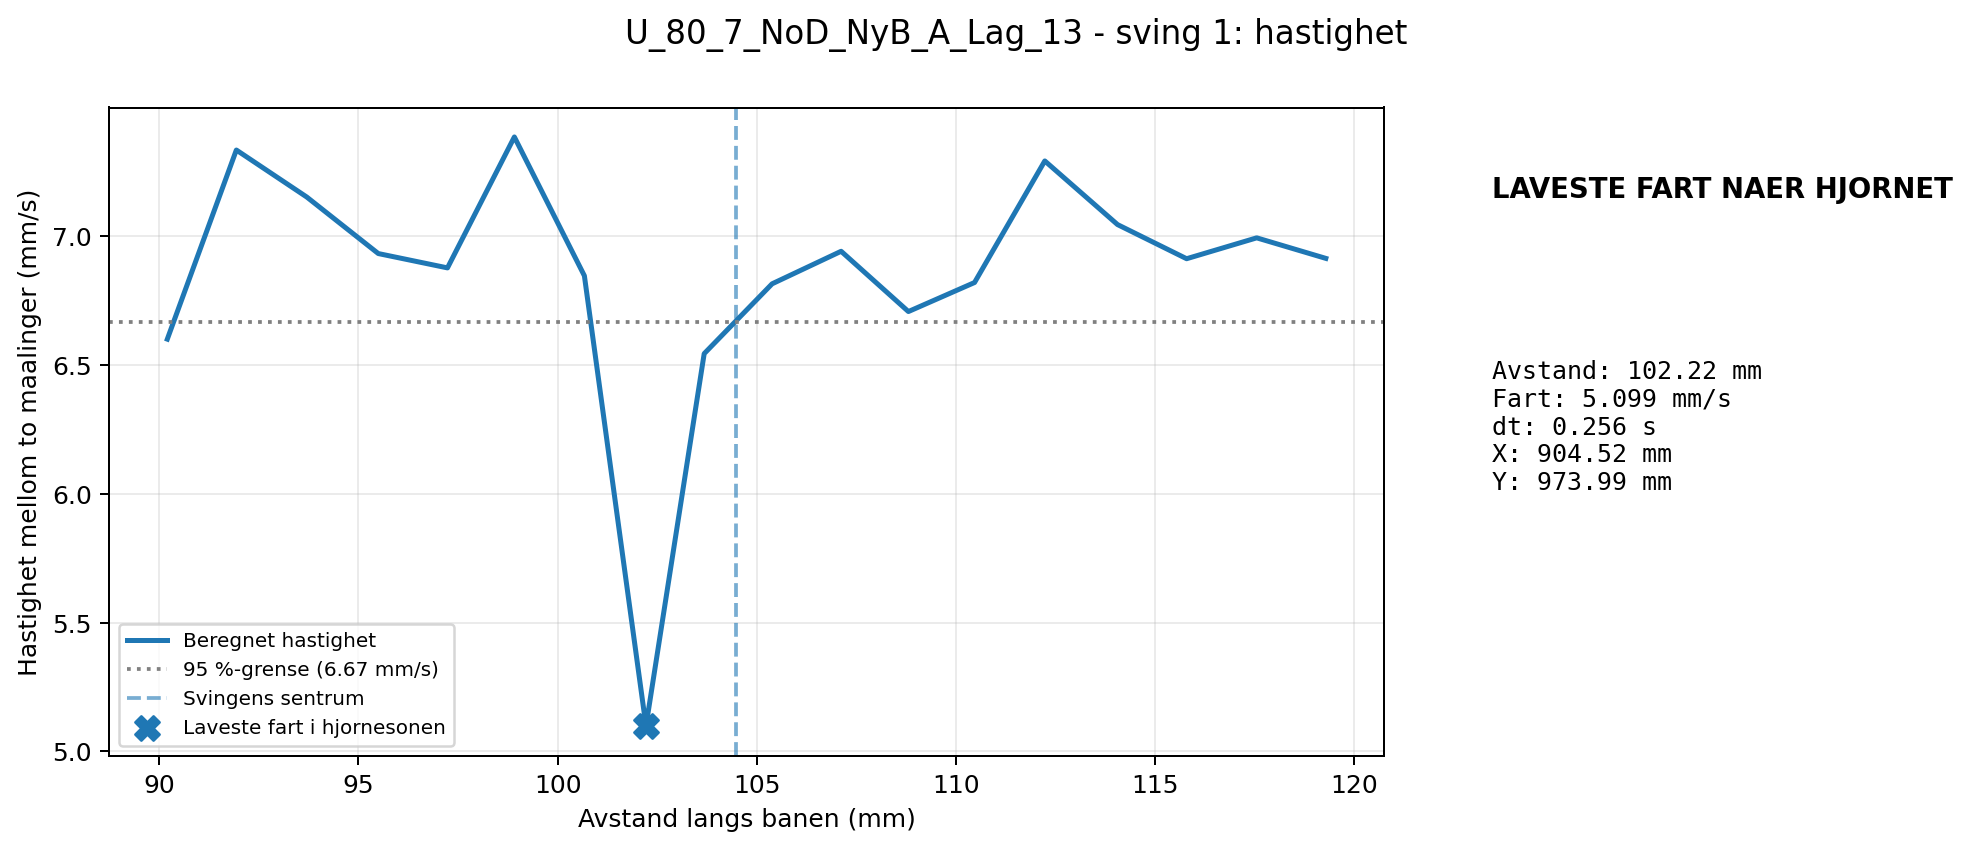 U_80_7_NoD_NyB_A_Lag_13 - sving 1: hastighet
Hastighet mellom to maalinger (mm/s)
7.0
6.5
6.0
5.5
5.0
90
95
100
105
110
115
120
Avstand langs banen (mm)
Beregnet hastighet
95 %-grense (6.67 mm/s)
Svingens sentrum
Laveste fart i hjornesonen
LAVESTE FART NAER HJORNET
Avstand: 102.22 mm
Fart: 5.099 mm/s
dt: 0.256 s
X: 904.52 mm
Y: 973.99 mm